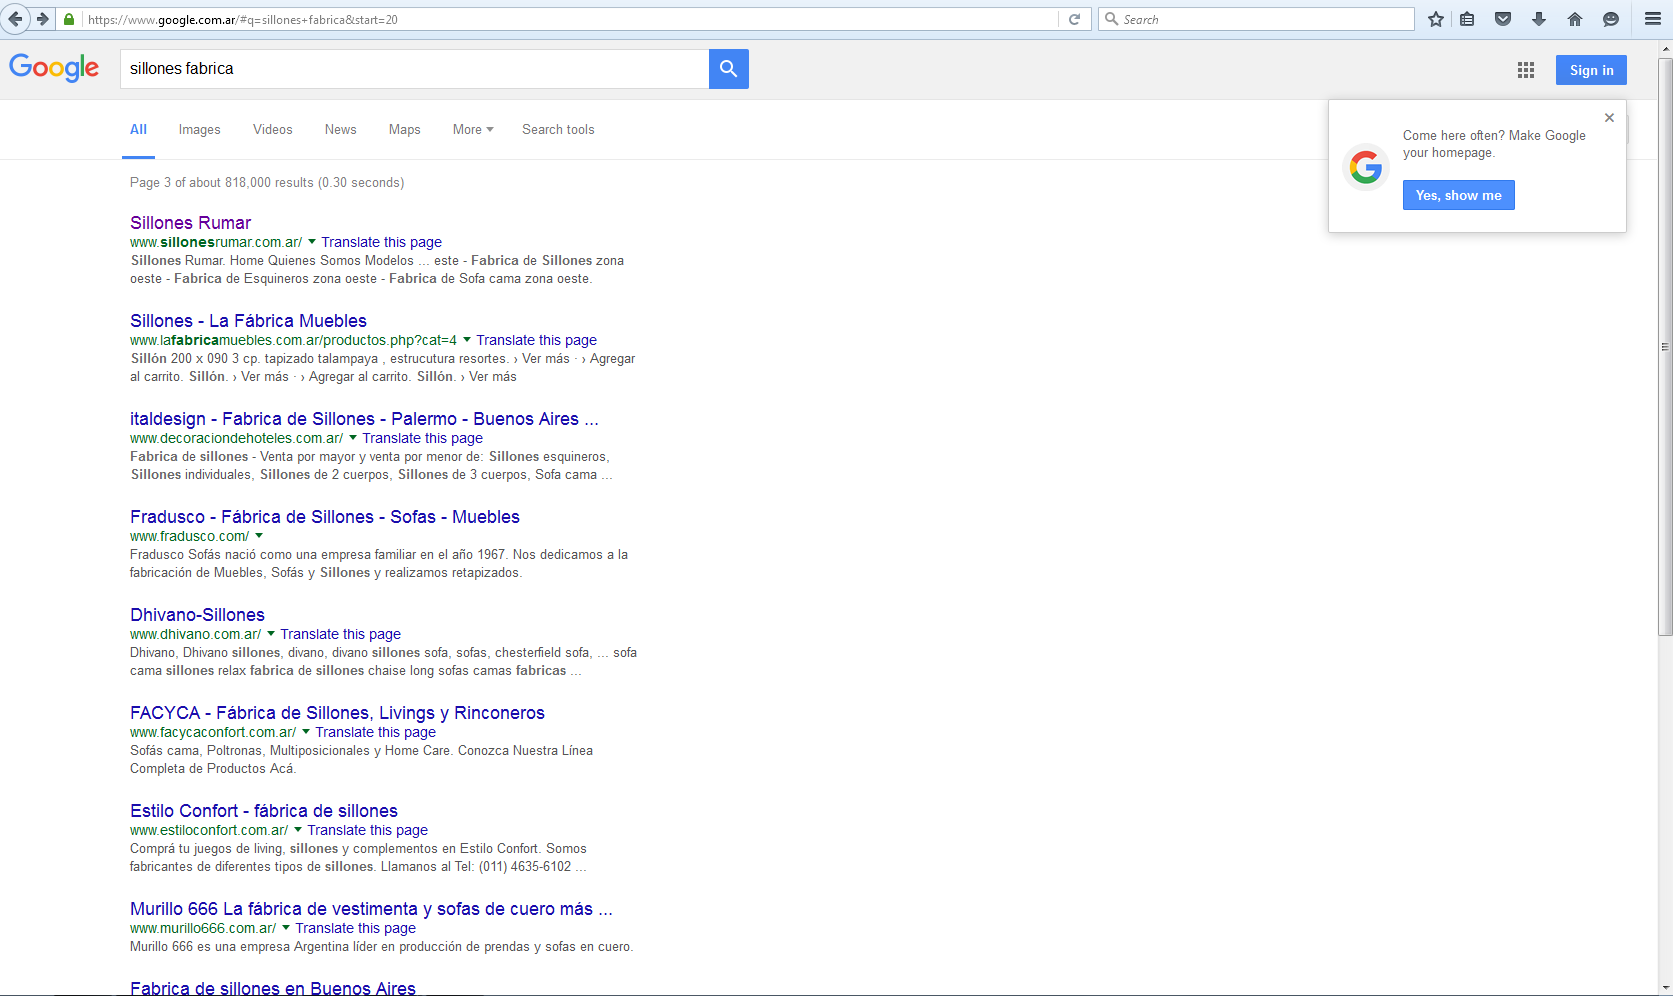 https://www.google.com.ar/#q=sillones+fabrica&start=20
Search
Google
sillones fabrica
Sign in
All Images Videos News Maps More Search tools
Come here often? Make Google
your homepage.
Yes, show me
Page 3 of about 818,000 results (0.30 seconds)
Sillones Rumar
www.sillonesrumar.com.ar/ Translate this page
Sillones Rumar. Home Quienes Somos Modelos ... este - Fabrica de Sillones zona
oeste - Fabrica de Esquineros zona oeste - Fabrica de Sofa cama zona oeste.
Sillones - La Fábrica Muebles
www.lafabricamuebles.com.ar/productos.php?cat=4 Translate this page
Sillón 200 x 090 3 cp. tapizado talampaya , estrucutura resortes. › Ver más · › Agregar
al carrito. Sillón. › Ver más · › Agregar al carrito. Sillón. › Ver más
italdesign - Fabrica de Sillones - Palermo - Buenos Aires ...
www.decoraciondehoteles.com.ar/ Translate this page
Fabrica de sillones - Venta por mayor y venta por menor de: Sillones esquineros,
Sillones individuales, Sillones de 2 cuerpos, Sillones de 3 cuerpos, Sofa cama ...
Fradusco - Fábrica de Sillones - Sofas - Muebles
www.fradusco.com/
Fradusco Sofás nació como una empresa familiar en el año 1967. Nos dedicamos a la
fabricación de Muebles, Sofás y Sillones y realizamos retapizados.
Dhivano-Sillones
www.dhivano.com.ar/ Translate this page
Dhivano, Dhivano sillones, divano, divano sillones sofa, sofas, chesterfield sofa, ... sofa
cama sillones relax fabrica de sillones chaise long sofas camas fabricas ...
FACYCA - Fábrica de Sillones, Livings y Rinconeros
www.facycaconfort.com.ar/ Translate this page
Sofás cama, Poltronas, Multiposicionales y Home Care. Conozca Nuestra Línea
Completa de Productos Acá.
Estilo Confort - fábrica de sillones
www.estiloconfort.com.ar/ Translate this page
Comprá tu juegos de living, sillones y complementos en Estilo Confort. Somos
fabricantes de diferentes tipos de sillones. Llamanos al Tel: (011) 4635-6102 ...
Murillo 666 La fábrica de vestimenta y sofas de cuero más ...
www.murillo666.com.ar/ Translate this page
Murillo 666 es una empresa Argentina líder en producción de prendas y sofas en cuero.
Fabrica de sillones en Buenos Aires